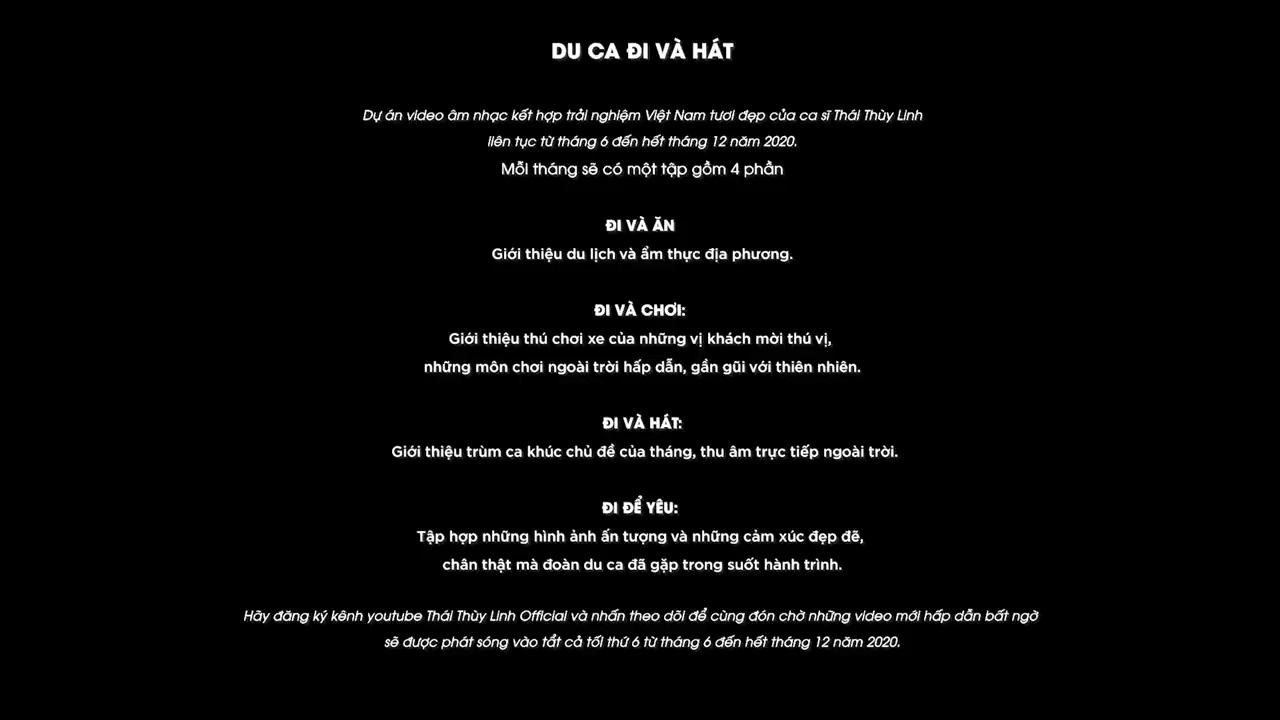 DU CA ĐI VÀ HÁT
Dự án video âm nhạc kết hợp trải nghiệm Việt Nam tươi đẹp của ca sĩ Thái Thùy Linh
liên tục từ tháng 6 đến hết tháng 12 năm 2020.
Mỗi tháng sẽ có một tập gồm 4 phần
ĐI VÀ ĂN
Giới thiệu du lịch và ẩm thực địa phương.
ĐI VÀ CHƠI:
Giới thiệu thú chơi xe của những vị khách mời thú vị,
những môn chơi ngoài trời hấp dẫn, gần gũi với thiên nhiên.
ĐI VÀ HÁT:
Giới thiệu trùm ca khúc chủ đề của tháng, thu âm trực tiếp ngoài trời.
ĐI ĐỂ YÊU:
Tập hợp những hình ảnh ấn tượng và những cảm xúc đẹp đẽ,
chân thật mà đoàn du ca đã gặp trong suốt hành trình.
Hãy đăng ký kênh youtube Thái Thùy Linh Official và nhấn theo dõi để cùng đón chờ những video mới hấp dẫn bất ngờ
sẽ được phát sóng vào tất cả tối thứ 6 từ tháng 6 đến hết tháng 12 năm 2020.